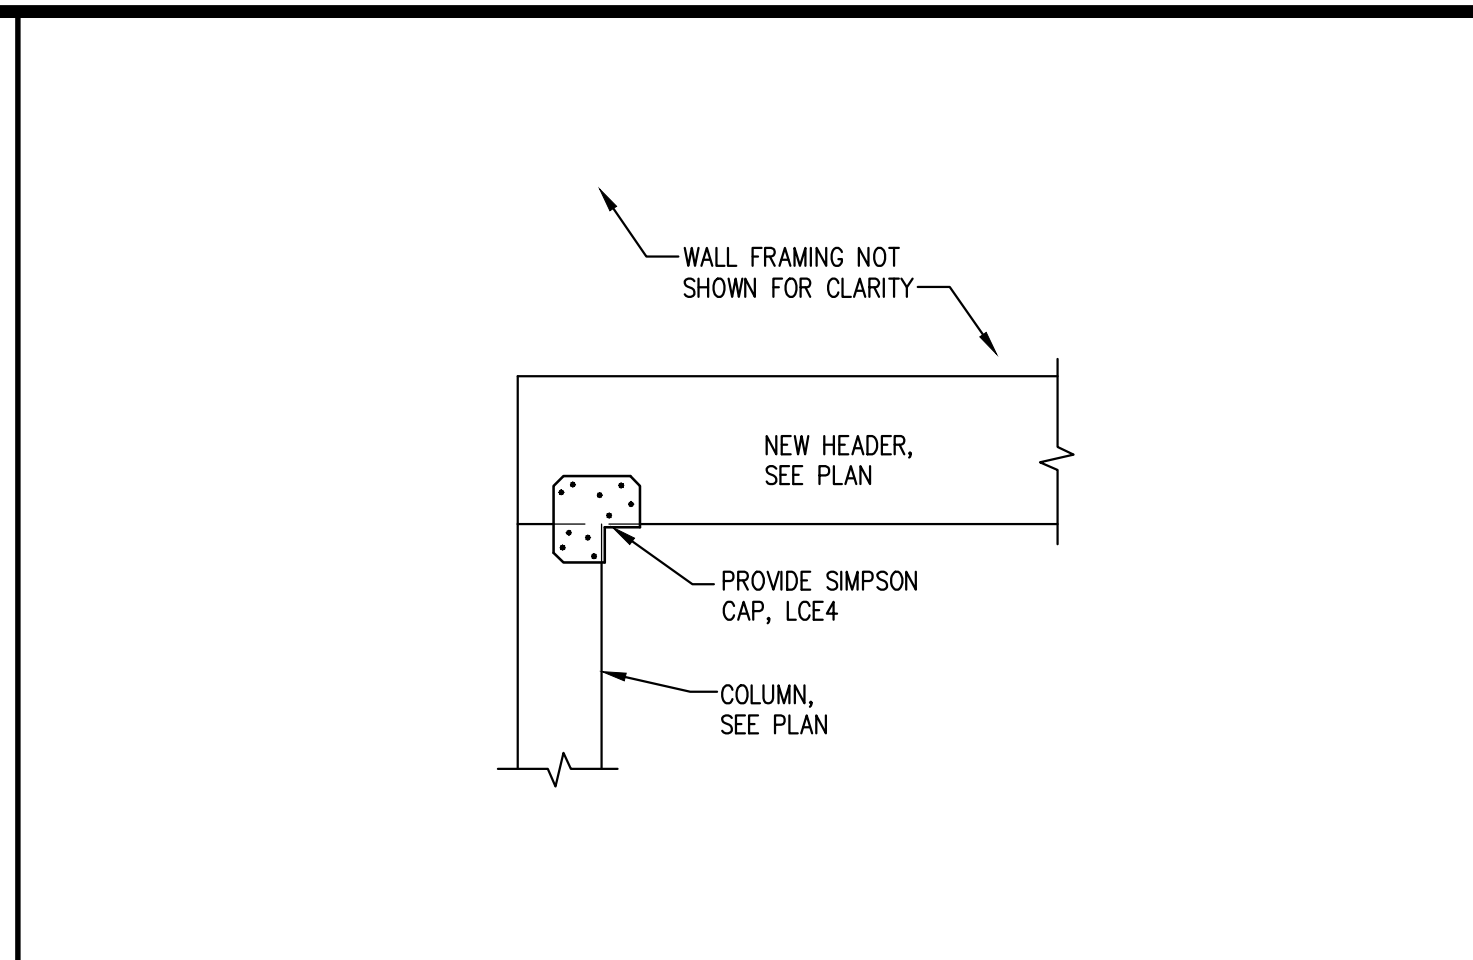 WALL FRAMING NOT
SHOWN FOR CLARITY
NEW HEADER,
SEE PLAN
PROVIDE SIMPSON
CAP, LCE4
COLUMN,
SEE PLAN